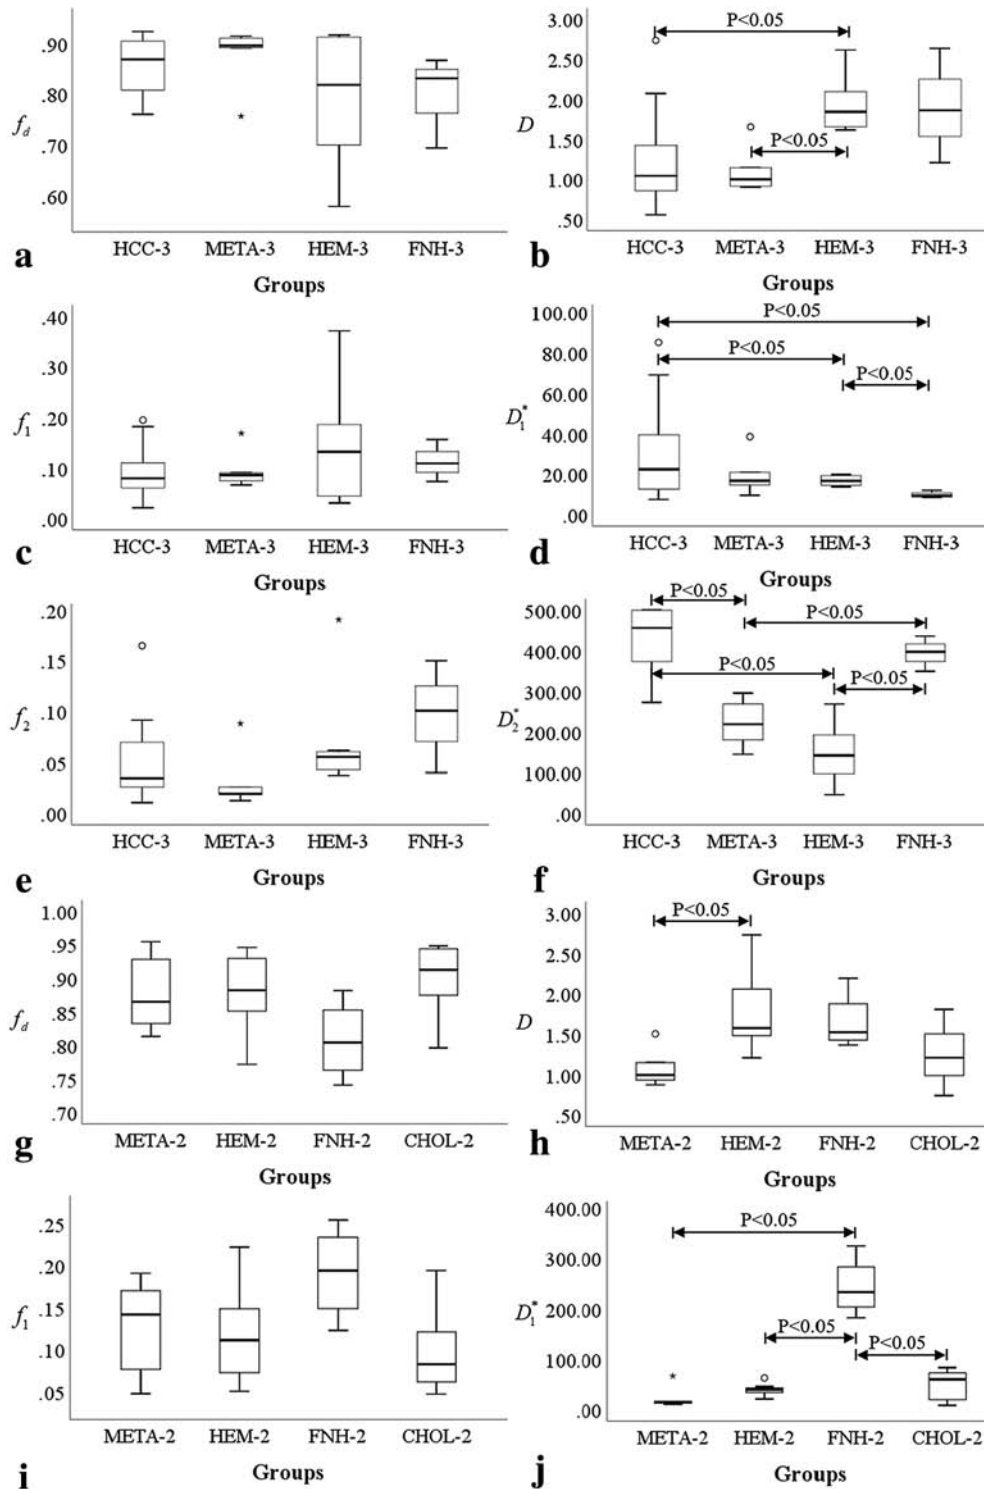 .90
.80
.70
.60
f_d
HCC-3 META-3 HEM-3 FNH-3
a
Groups
3.00
2.50
2.00
1.50
1.00
.50
D
P<0.05
P<0.05
HCC-3 META-3 HEM-3 FNH-3
b
Groups
.40
.30
.20
.10
.00
f_1
HCC-3 META-3 HEM-3 FNH-3
c
Groups
100.00
80.00
60.00
40.00
20.00
.00
D_1^*
P<0.05
P<0.05
P<0.05
HCC-3 META-3 HEM-3 FNH-3
d
Groups
.20
.15
.10
.05
.00
f_2
HCC-3 META-3 HEM-3 FNH-3
e
Groups
500.00
400.00
300.00
200.00
100.00
.00
D_2^*
P<0.05
P<0.05
P<0.05
P<0.05
HCC-3 META-3 HEM-3 FNH-3
f
Groups
1.00
.95
.90
.85
.80
.75
.70
f_d
META-2 HEM-2 FNH-2 CHOL-2
g
Groups
3.00
2.50
2.00
1.50
1.00
.50
D
P<0.05
META-2 HEM-2 FNH-2 CHOL-2
h
Groups
.25
.20
.15
.10
.05
f_1
META-2 HEM-2 FNH-2 CHOL-2
i
Groups
400.00
300.00
200.00
100.00
.00
D_1^*
P<0.05
P<0.05
P<0.05
META-2 HEM-2 FNH-2 CHOL-2
j
Groups